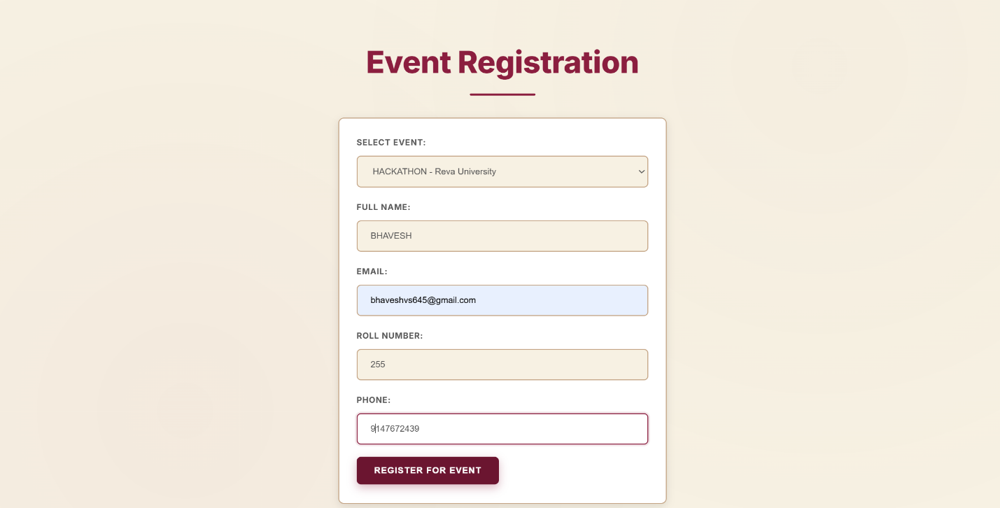 Event Registration
SELECT EVENT:
HACKATHON - Reva University
FULL NAME:
BHAVESH
EMAIL:
bhaveshvs645@gmail.com
ROLL NUMBER:
255
PHONE:
9147672439
REGISTER FOR EVENT